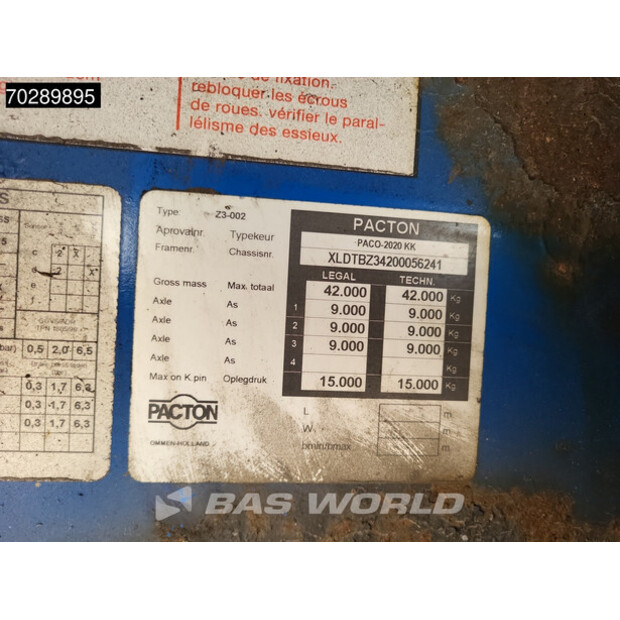 70289895
de fixation,
rebloquer les écrous
de roues. vérifier le paral-
lélisme des essieux.
Type: Z3-002
PACTON
Aprovalnr. Typekeur
PACO-2020 KK
Framenr. Chassisnr.
XLDTBZ34200056241
LEGAL TECHN.
Gross mass Max. totaal 42.000 42.000 Kg
Axle As 1 9.000 9.000 Kg
Axle As 2 9.000 9.000 Kg
Axle As 3 9.000 9.000 Kg
Axle As 4 Kg
Max on K.pin Oplegdruk 15.000 15.000 Kg
PACTON
OMMEN-HOLLAND
L m
W m
bmin/bmax m
0,5 2,0 6,5
0,3 1,7 6,3
0,3 1,7 6,3
0,3 1,7 6,3
BAS WORLD